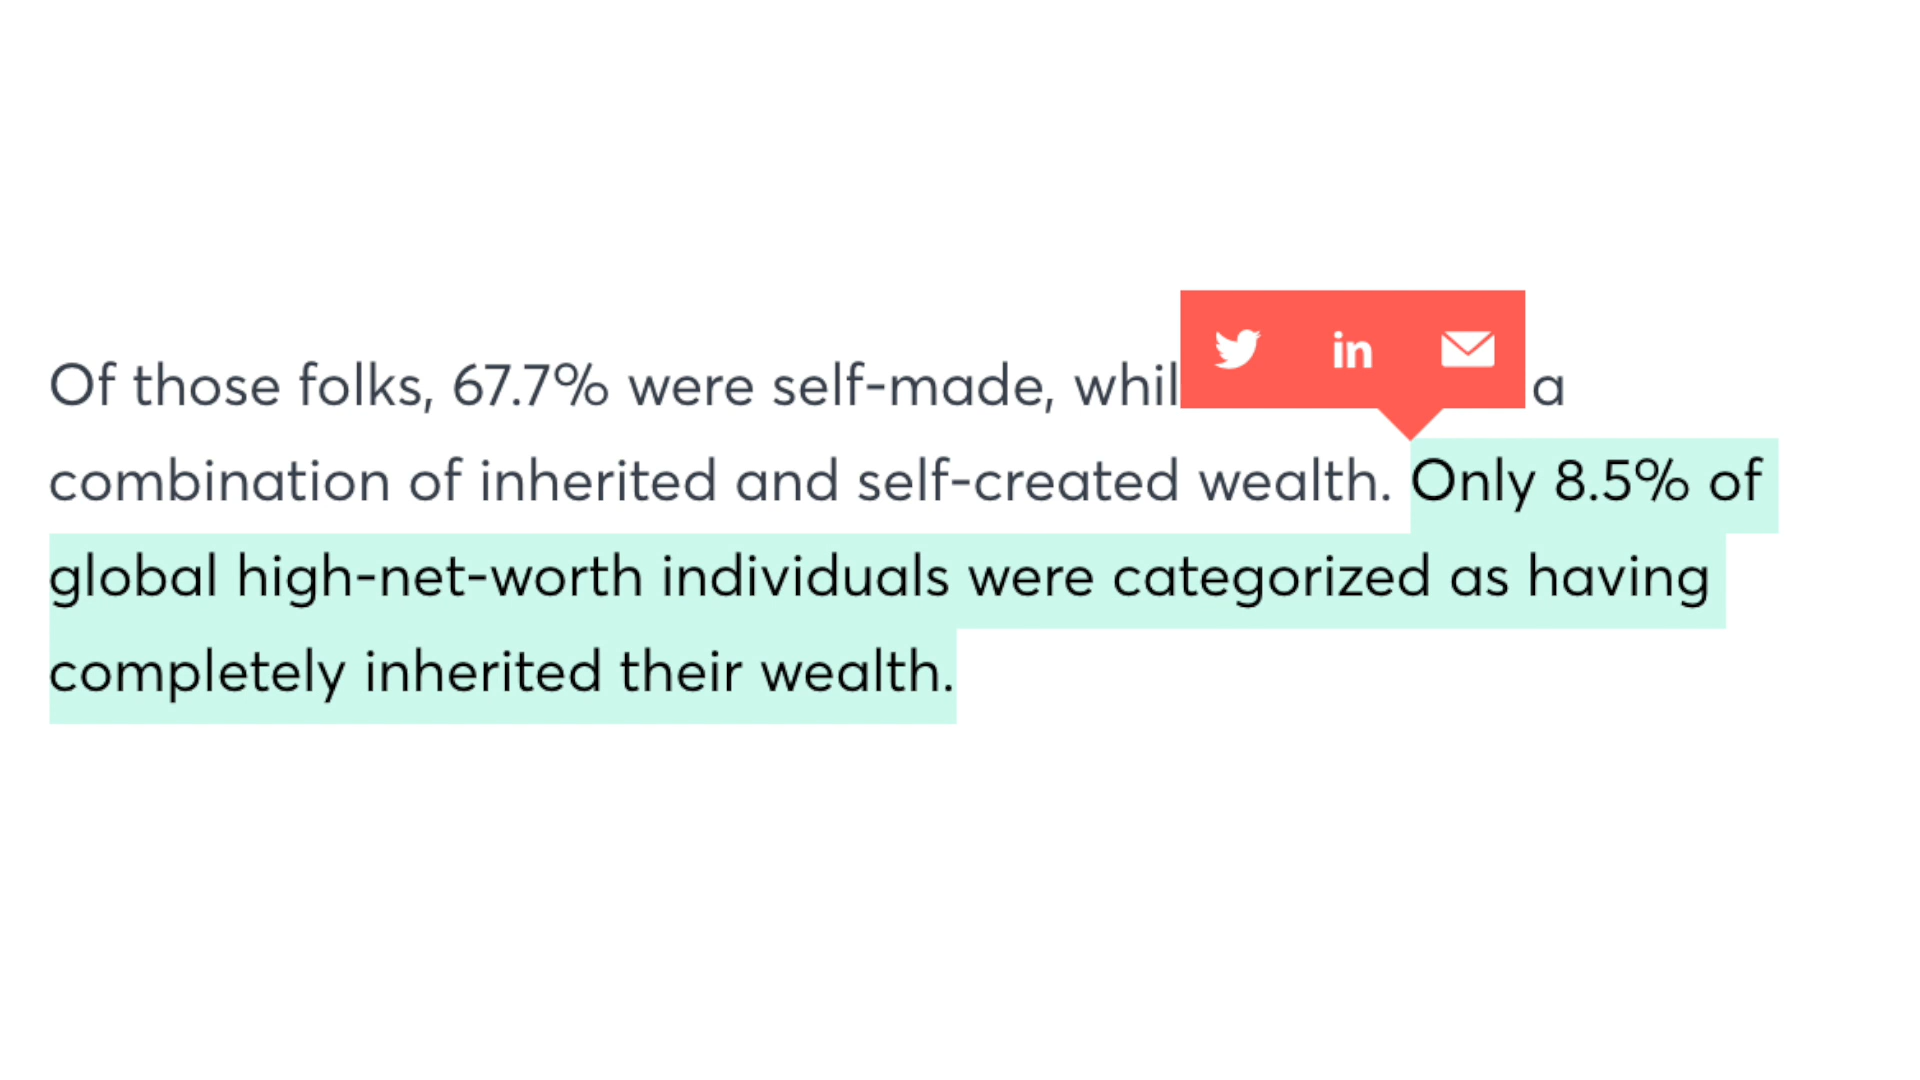 Of those folks, 67.7% were self-made, whil a
combination of inherited and self-created wealth. Only 8.5% of
global high-net-worth individuals were categorized as having
completely inherited their wealth.
in